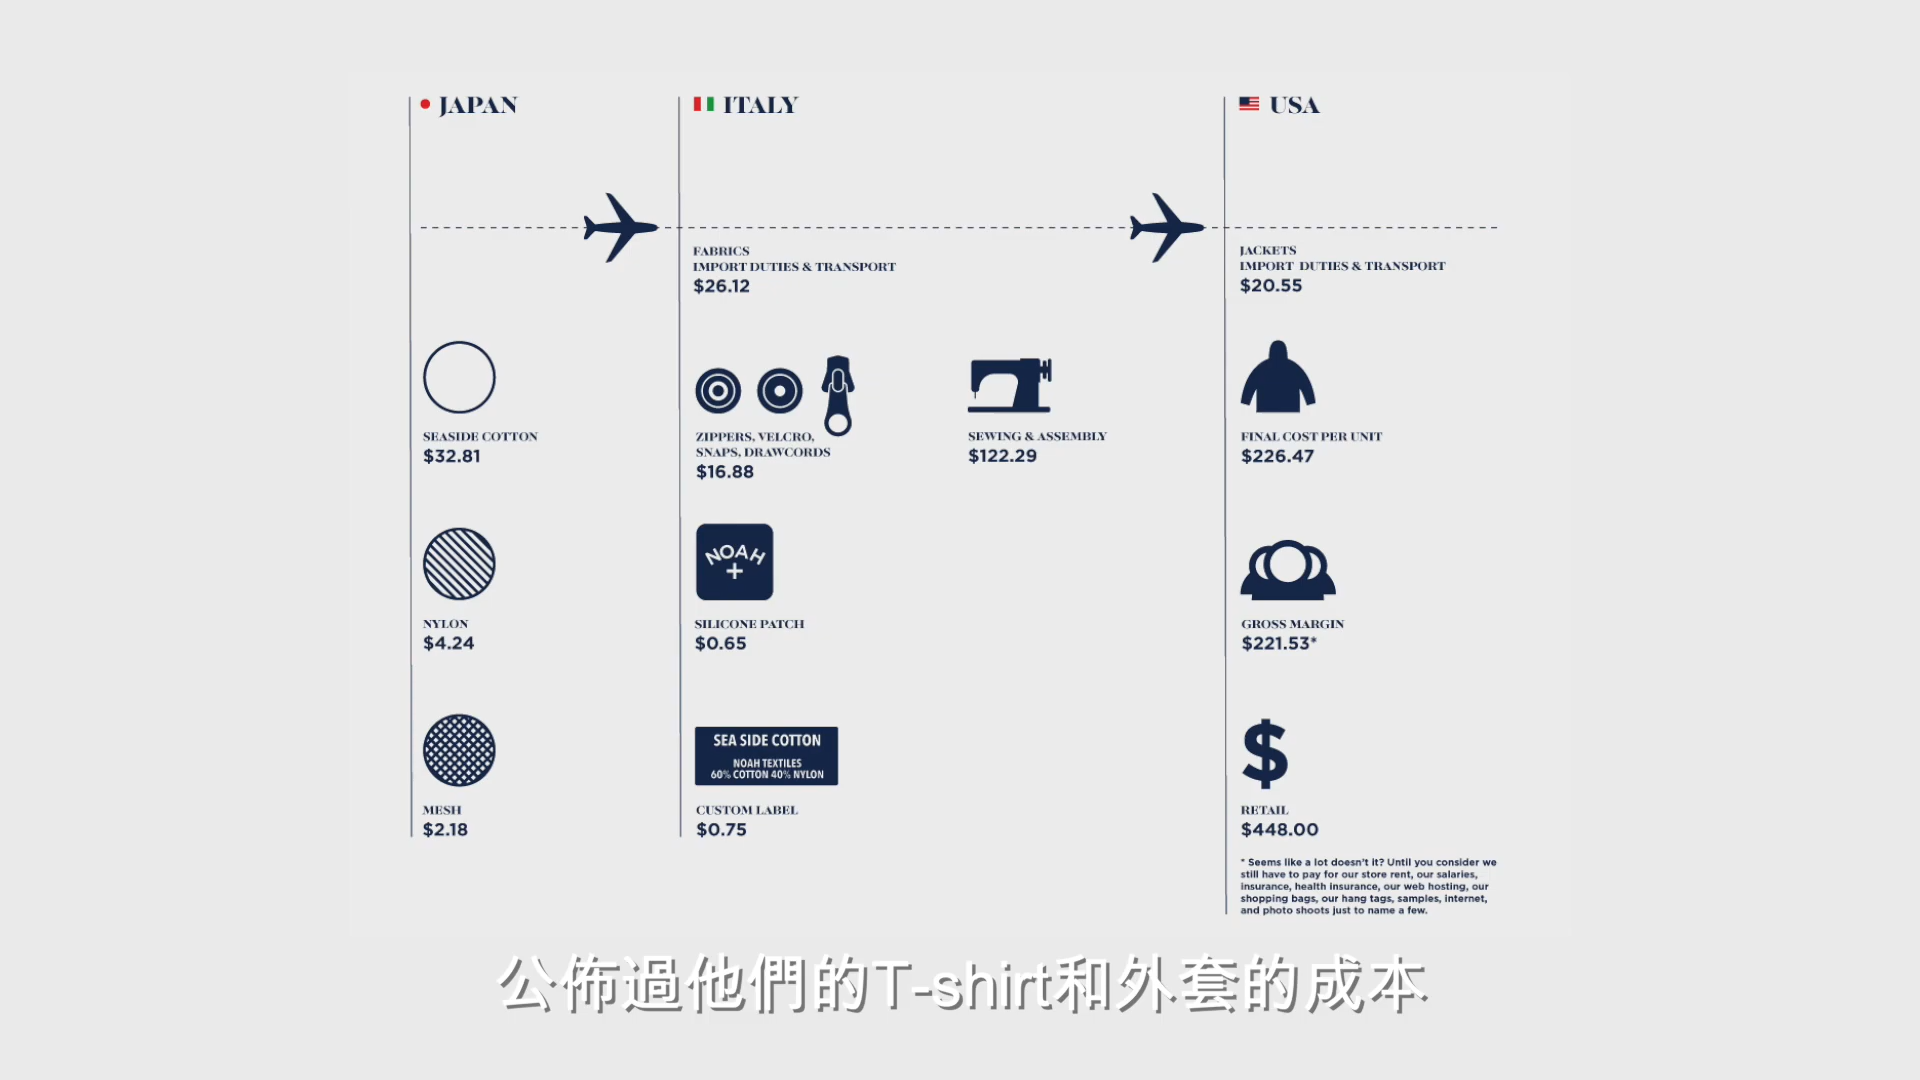 JAPAN
ITALY
USA
FABRICS
IMPORT DUTIES & TRANSPORT
$26.12
JACKETS
IMPORT DUTIES & TRANSPORT
$20.55
SEASIDE COTTON
$32.81
ZIPPERS, VELCRO,
SNAPS, DRAWCORDS
$16.88
SEWING & ASSEMBLY
$122.29
FINAL COST PER UNIT
$226.47
NYLON
$4.24
NOAH
+
SILICONE PATCH
$0.65
GROSS MARGIN
$221.53*
MESH
$2.18
SEA SIDE COTTON
NOAH TEXTILES
60% COTTON 40% NYLON
CUSTOM LABEL
$0.75
$
RETAIL
$448.00
* Seems like a lot doesn't it? Until you consider we
still have to pay for our store rent, our salaries,
insurance, health insurance, our web hosting, our
shopping bags, our hang tags, samples, internet,
and photo shoots just to name a few.
公佈過他們的T-shirt和外套的成本